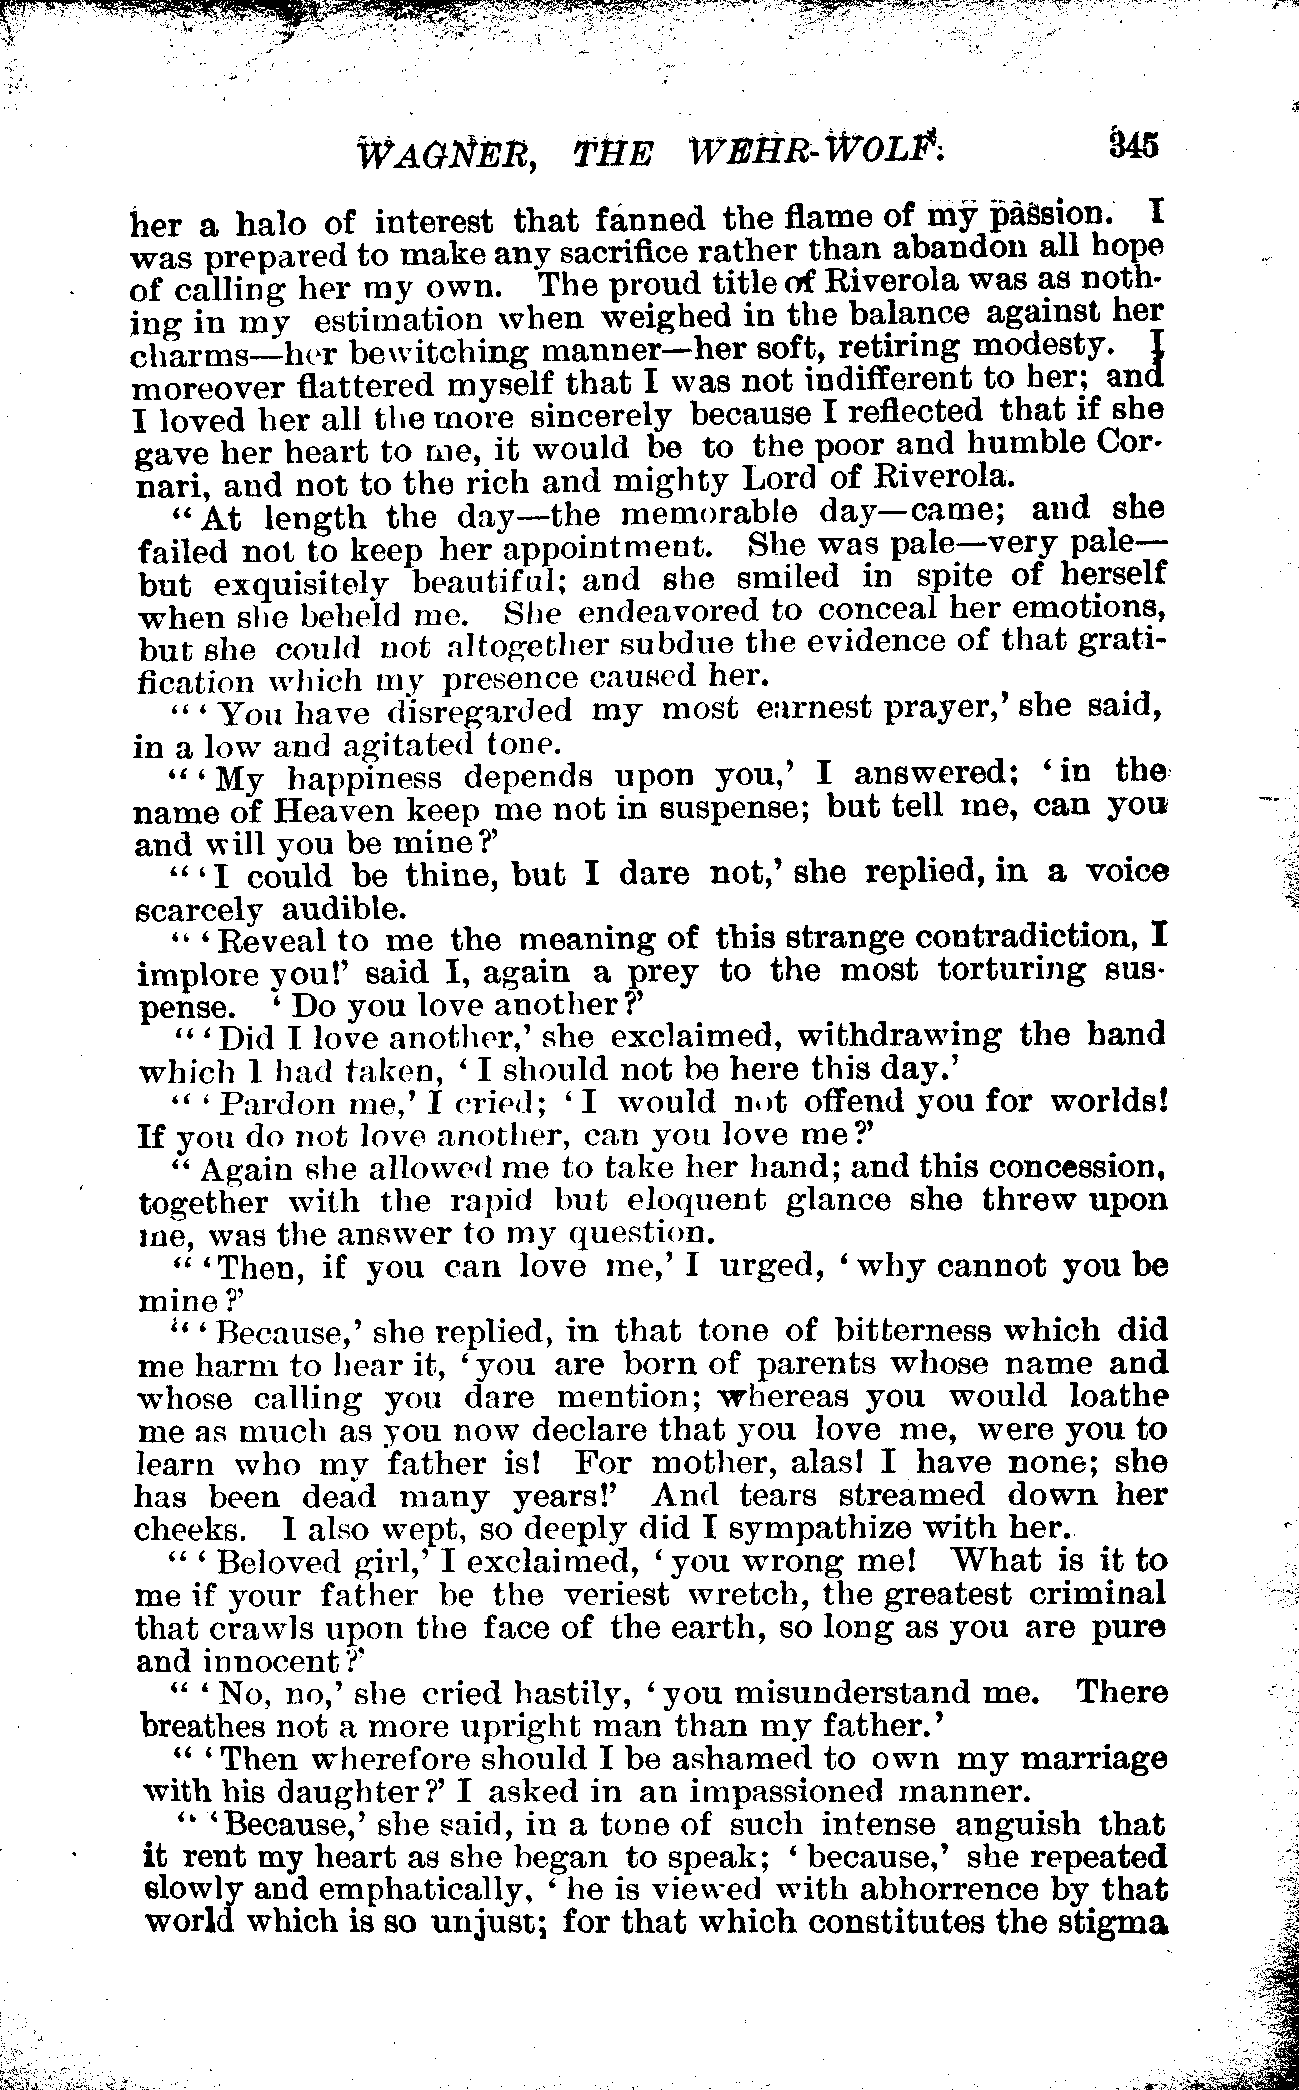 WAGNER, THE WEHR-WOLF. 345
her a halo of interest that fanned the flame of my passion. I
was prepared to make any sacrifice rather than abandon all hope
of calling her my own. The proud title of Riverola was as noth-
ing in my estimation when weighed in the balance against her
charms—her bewitching manner—her soft, retiring modesty. I
moreover flattered myself that I was not indifferent to her; and
I loved her all the more sincerely because I reflected that if she
gave her heart to me, it would be to the poor and humble Cor-
nari, and not to the rich and mighty Lord of Riverola.
"At length the day—the memorable day—came; and she
failed not to keep her appointment. She was pale—very pale—
but exquisitely beautiful; and she smiled in spite of herself
when she beheld me. She endeavored to conceal her emotions,
but she could not altogether subdue the evidence of that grati-
fication which my presence caused her.
"'You have disregarded my most earnest prayer,' she said,
in a low and agitated tone.
"'My happiness depends upon you,' I answered; 'in the
name of Heaven keep me not in suspense; but tell me, can you
and will you be mine?'
"'I could be thine, but I dare not,' she replied, in a voice
scarcely audible.
"'Reveal to me the meaning of this strange contradiction, I
implore you!' said I, again a prey to the most torturing sus-
pense. 'Do you love another?'
"'Did I love another,' she exclaimed, withdrawing the hand
which I had taken, 'I should not be here this day.'
"'Pardon me,' I cried; 'I would not offend you for worlds!
If you do not love another, can you love me?'
"Again she allowed me to take her hand; and this concession,
together with the rapid but eloquent glance she threw upon
me, was the answer to my question.
"'Then, if you can love me,' I urged, 'why cannot you be
mine?'
"'Because,' she replied, in that tone of bitterness which did
me harm to hear it, 'you are born of parents whose name and
whose calling you dare mention; whereas you would loathe
me as much as you now declare that you love me, were you to
learn who my father is! For mother, alas! I have none; she
has been dead many years!' And tears streamed down her
cheeks. I also wept, so deeply did I sympathize with her.
"'Beloved girl,' I exclaimed, 'you wrong me! What is it to
me if your father be the veriest wretch, the greatest criminal
that crawls upon the face of the earth, so long as you are pure
and innocent?'
"'No, no,' she cried hastily, 'you misunderstand me. There
breathes not a more upright man than my father.'
"'Then wherefore should I be ashamed to own my marriage
with his daughter?' I asked in an impassioned manner.
"'Because,' she said, in a tone of such intense anguish that
it rent my heart as she began to speak; 'because,' she repeated
slowly and emphatically, 'he is viewed with abhorrence by that
world which is so unjust; for that which constitutes the stigma